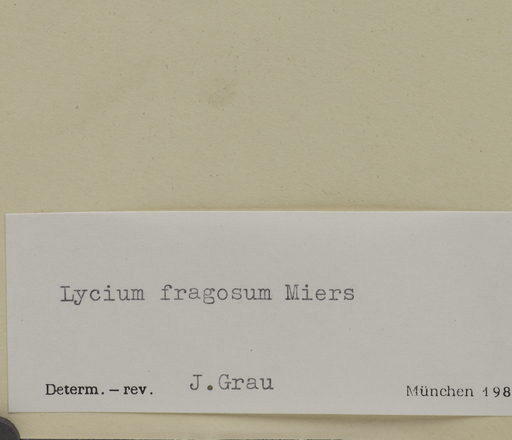 Lycium fragosum Miers
Determ. – rev. J.Grau München 198